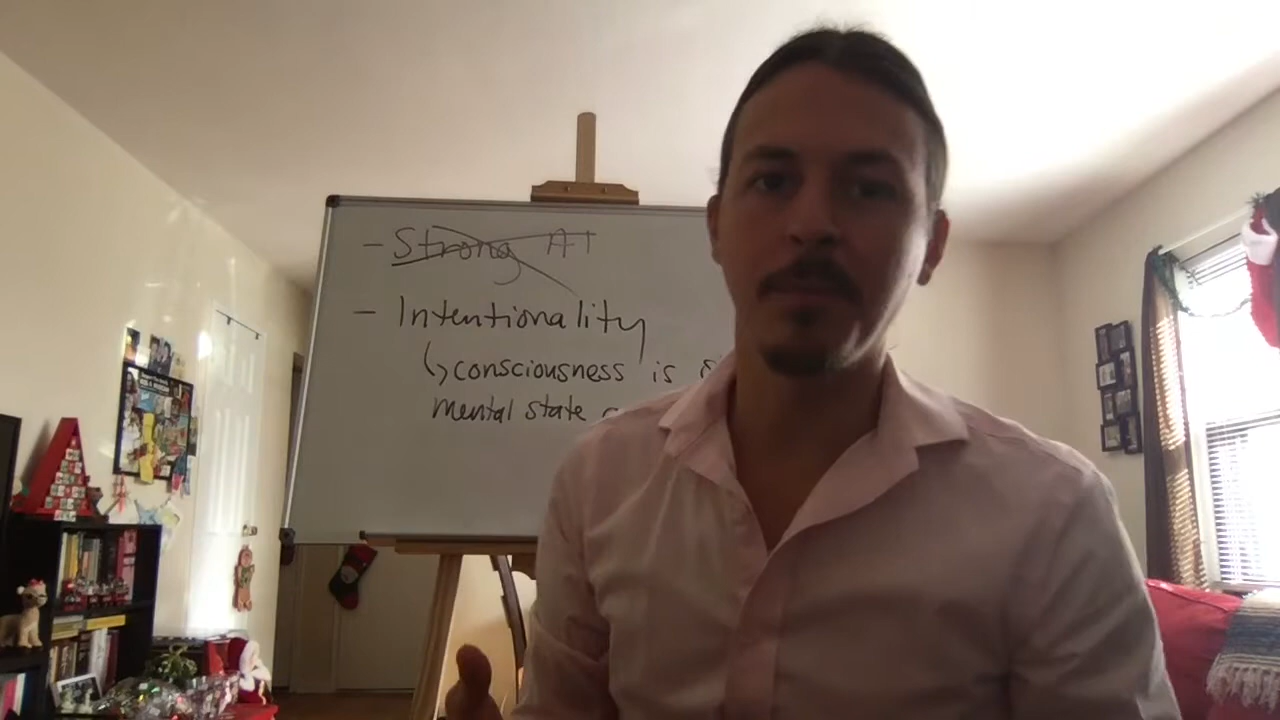 - Strong AI
- Intentionality
↳ consciousness is
mental state